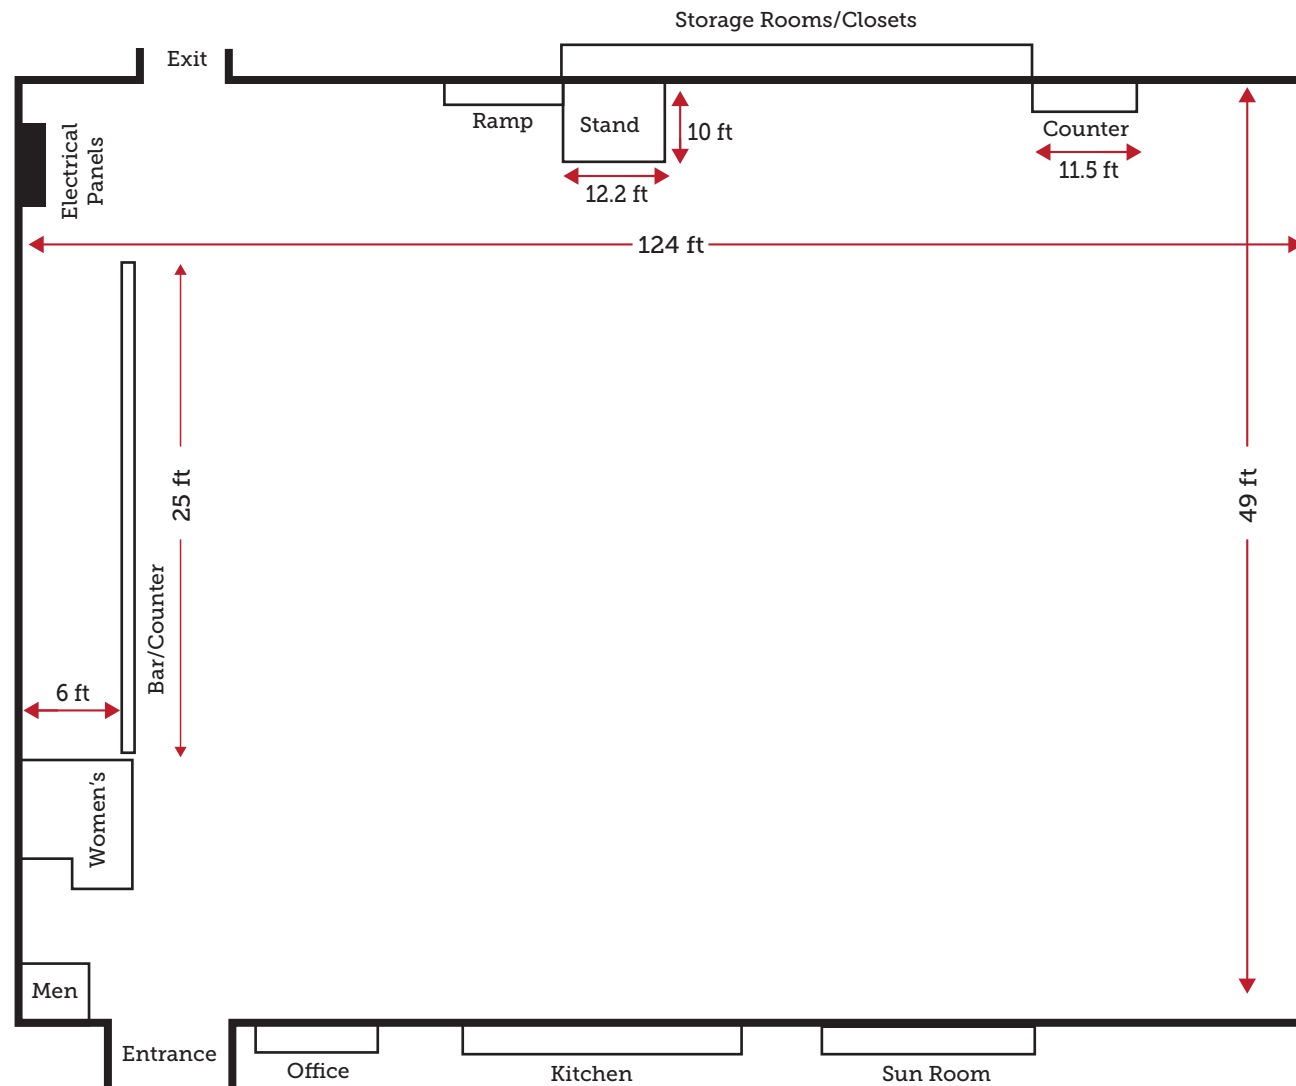 Storage Rooms/Closets
Exit
Ramp
Stand
10 ft
12.2 ft
Counter
11.5 ft
Electrical
Panels
124 ft
25 ft
49 ft
Bar/Counter
6 ft
Women's
Men
Entrance
Office
Kitchen
Sun Room